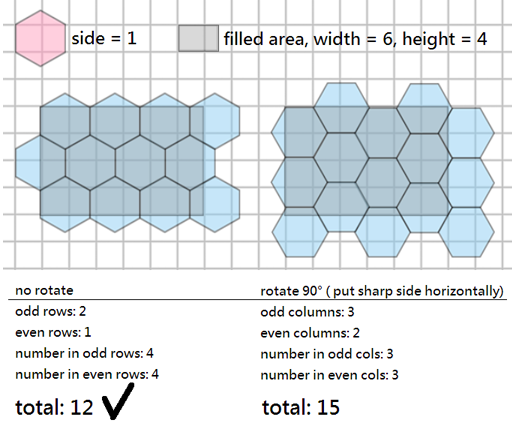 side = 1
filled area, width = 6, height = 4
no rotate
odd rows: 2
even rows: 1
number in odd rows: 4
number in even rows: 4
total: 12
rotate 90° ( put sharp side horizontally)
odd columns: 3
even columns: 2
number in odd cols: 3
number in even cols: 3
total: 15